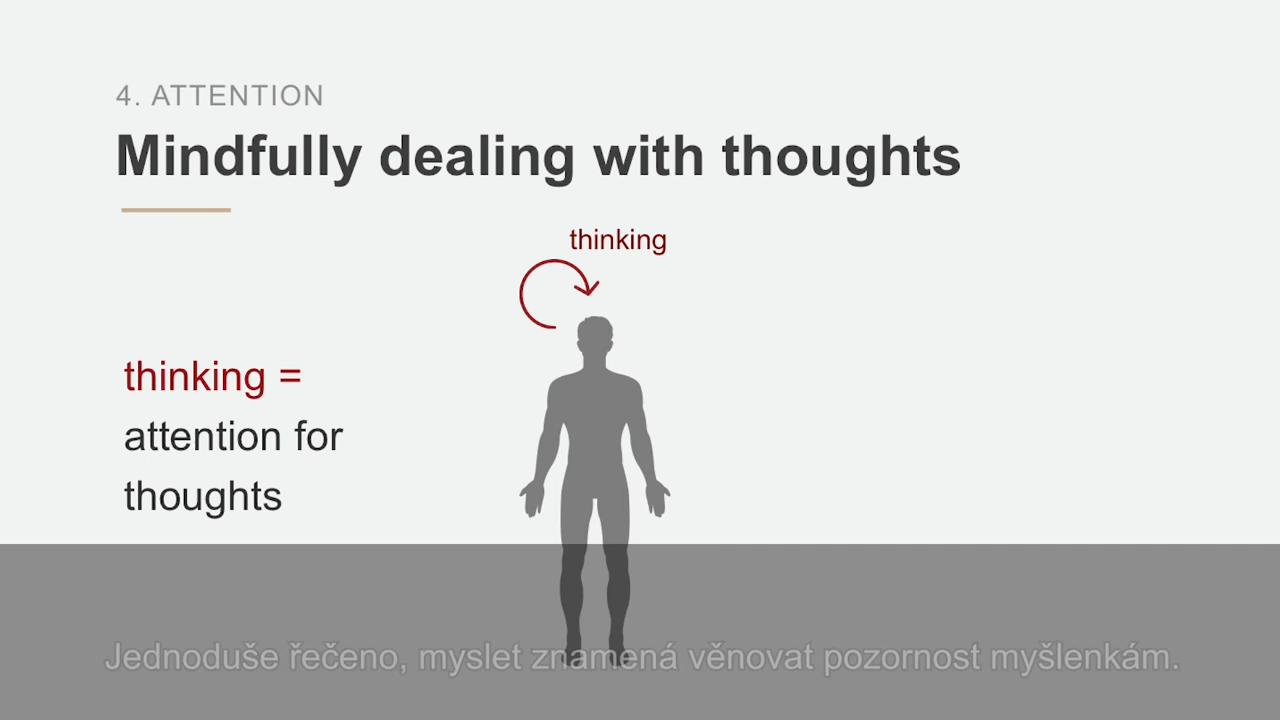 4. ATTENTION
Mindfully dealing with thoughts
thinking
thinking =
attention for
thoughts
Jednoduše řečeno, myslet znamená věnovat pozornost myšlenkám.